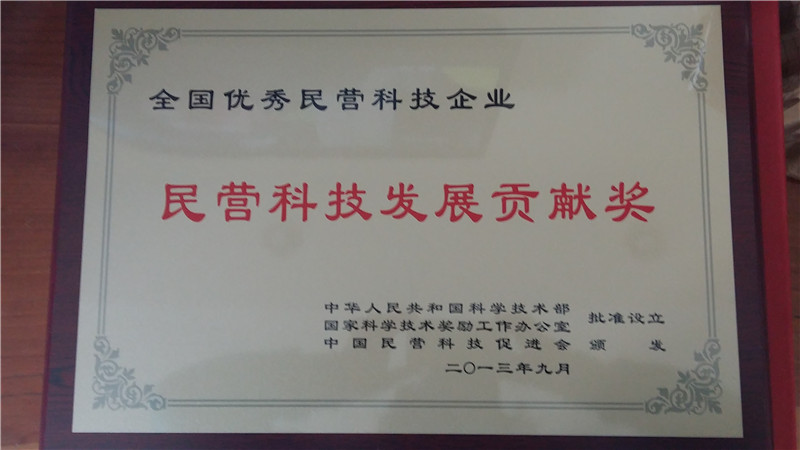 全国优秀民营科技企业
民营科技发展贡献奖
中华人民共和国科学技术部
国家科学技术奖励工作办公室 批准设立
中国民营科技促进会 颁发
二〇一三年九月